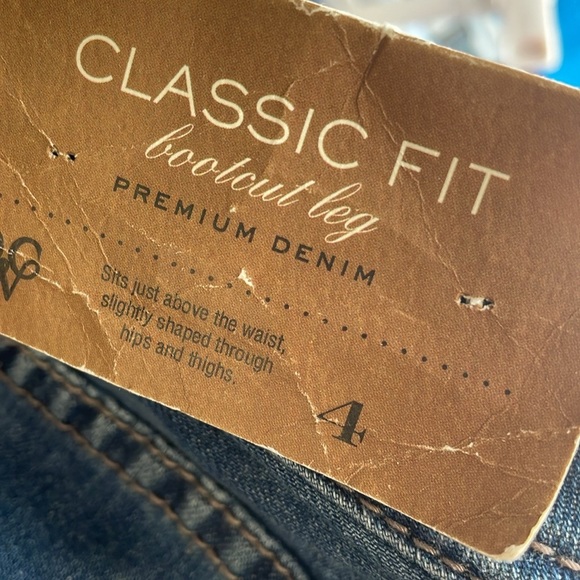 CLASSIC FIT
bootcut leg
PREMIUM DENIM
Sits just above the waist,
slightly shaped through
hips and thighs.
4